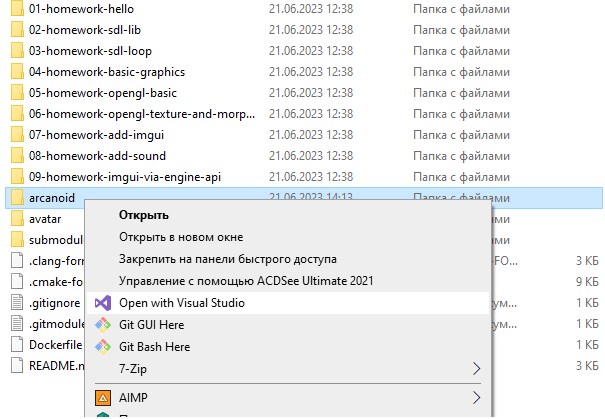 01-homework-hello 21.06.2023 12:38 Папка с файлами
02-homework-sdl-lib 21.06.2023 12:38 Папка с файлами
03-homework-sdl-loop 21.06.2023 12:38 Папка с файлами
04-homework-basic-graphics 21.06.2023 12:38 Папка с файлами
05-homework-opengl-basic 21.06.2023 12:38 Папка с файлами
06-homework-opengl-texture-and-morp... 21.06.2023 12:38 Папка с файлами
07-homework-add-imgui 21.06.2023 12:38 Папка с файлами
08-homework-add-sound 21.06.2023 12:38 Папка с файлами
09-homework-imgui-via-engine-api 21.06.2023 12:38 Папка с файлами
arcanoid 21.06.2023 14:13 Папка с файлами
avatar
submodul
.clang-for 3 КБ
.cmake-fo 9 КБ
.gitignore 1 КБ
.gitmodule 1 КБ
Dockerfile 1 КБ
README.m 1 КБ
Открыть
Открыть в новом окне
Закрепить на панели быстрого доступа
Управление с помощью ACDSee Ultimate 2021
Open with Visual Studio
Git GUI Here
Git Bash Here
7-Zip
AIMP